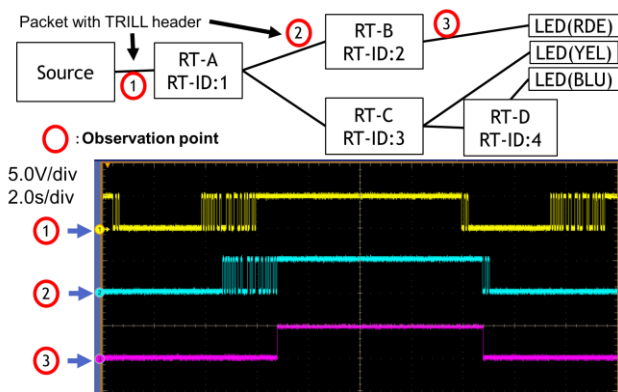 Packet with TRILL header
1
2
3
Source
RT-A
RT-ID:1
RT-B
RT-ID:2
RT-C
RT-ID:3
RT-D
RT-ID:4
LED(RDE)
LED(YEL)
LED(BLU)
: Observation point
5.0V/div
2.0s/div
1
2
3